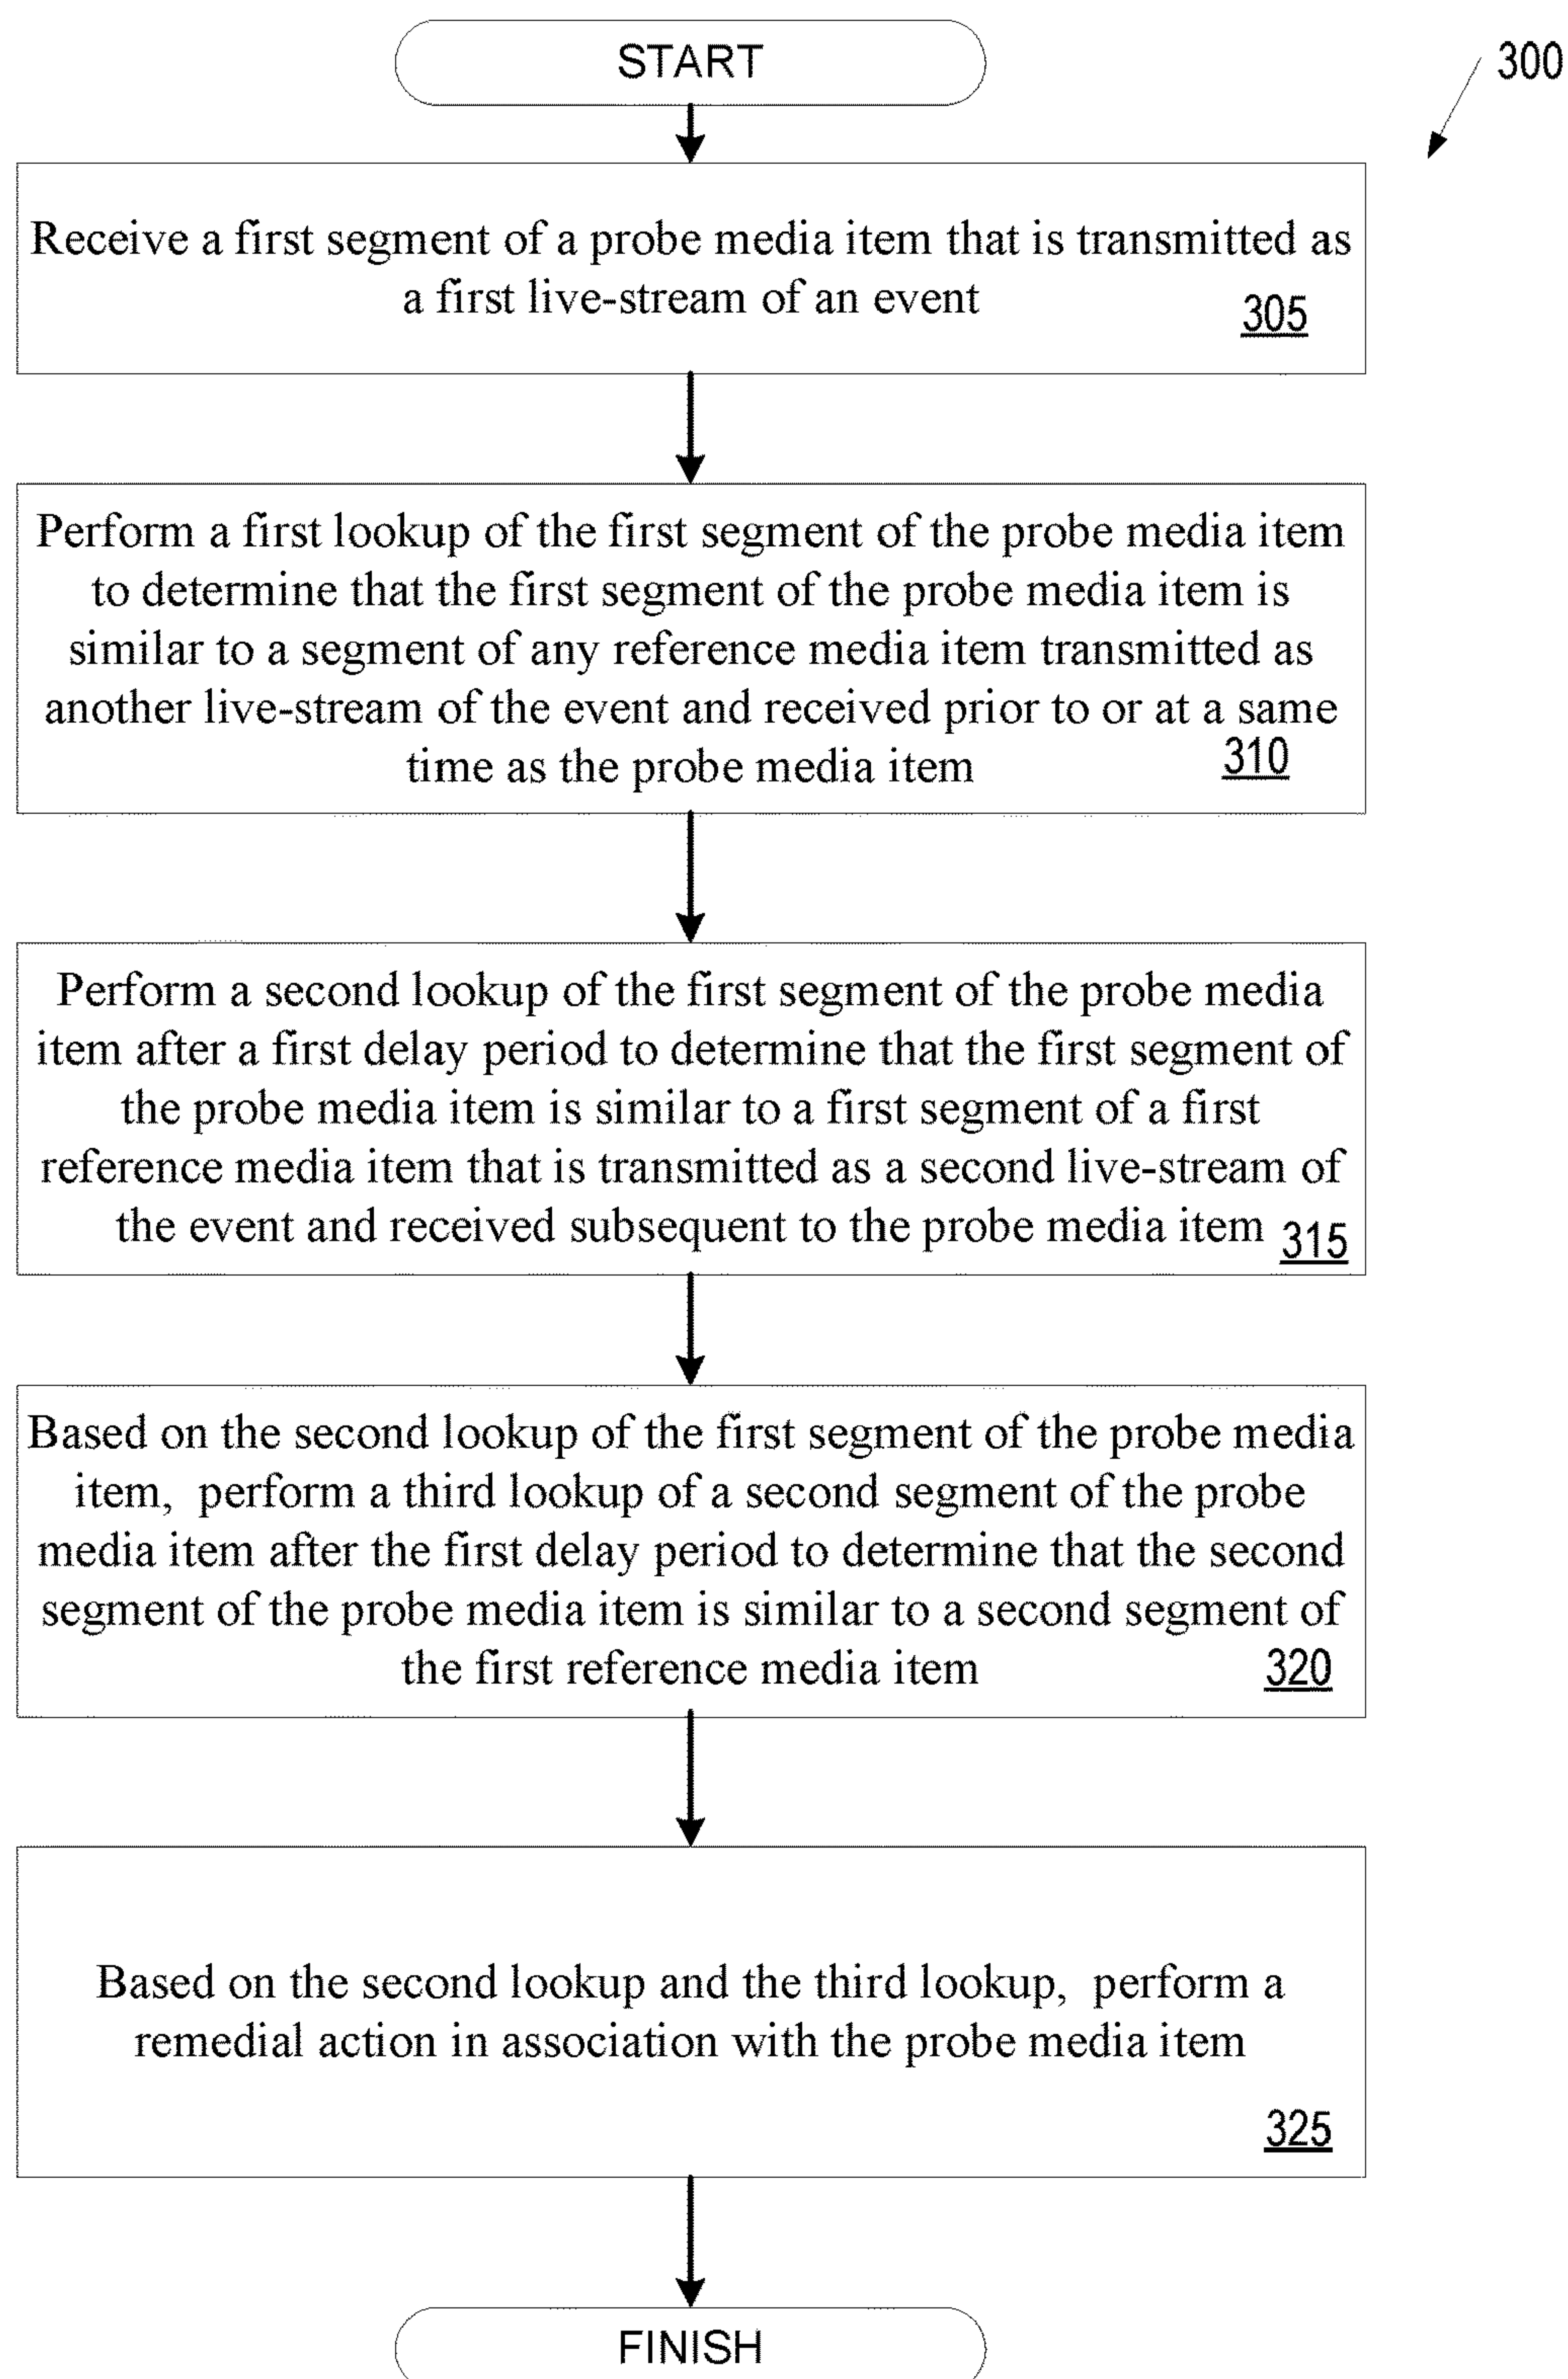 START
300
Receive a first segment of a probe media item that is transmitted as
a first live-stream of an event
305
Perform a first lookup of the first segment of the probe media item
to determine that the first segment of the probe media item is
similar to a segment of any reference media item transmitted as
another live-stream of the event and received prior to or at a same
time as the probe media item
310
Perform a second lookup of the first segment of the probe media
item after a first delay period to determine that the first segment of
the probe media item is similar to a first segment of a first
reference media item that is transmitted as a second live-stream of
the event and received subsequent to the probe media item
315
Based on the second lookup of the first segment of the probe media
item, perform a third lookup of a second segment of the probe
media item after the first delay period to determine that the second
segment of the probe media item is similar to a second segment of
the first reference media item
320
Based on the second lookup and the third lookup, perform a
remedial action in association with the probe media item
325
FINISH